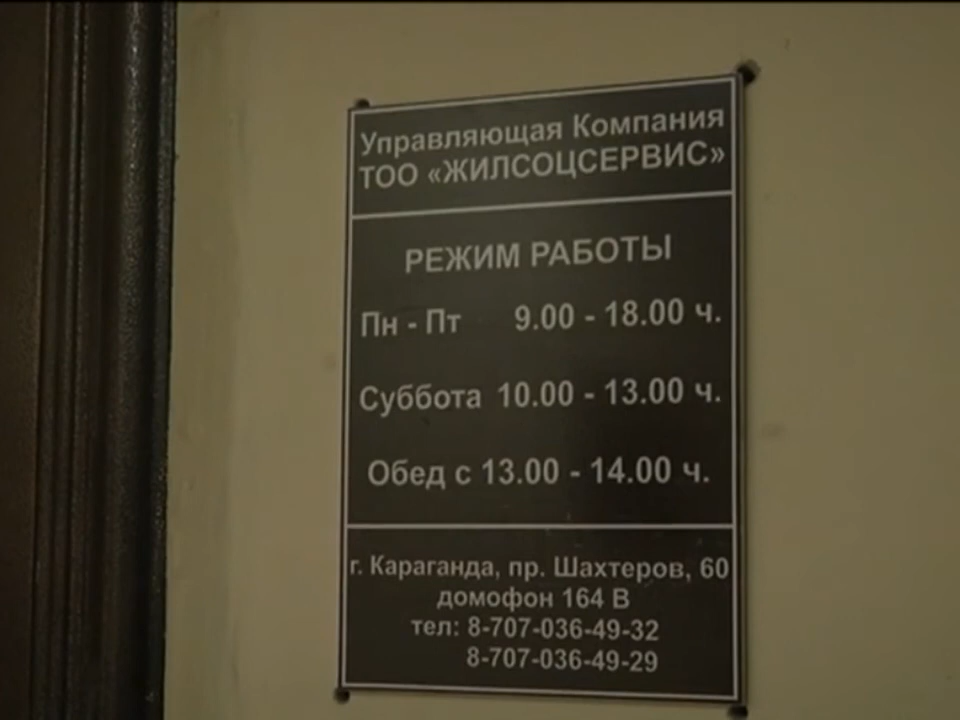 Управляющая Компания
ТОО «ЖИЛСОЦСЕРВИС»
РЕЖИМ РАБОТЫ
Пн - Пт 9.00 - 18.00 ч.
Суббота 10.00 - 13.00 ч.
Обед с 13.00 - 14.00 ч.
г. Караганда, пр. Шахтеров, 60
домофон 164 В
тел: 8-707-036-49-32
8-707-036-49-29